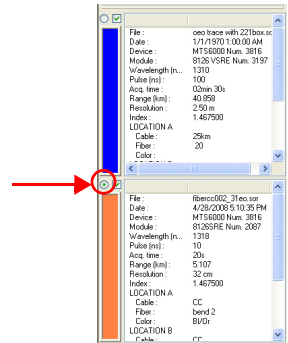 File : oeo trace with 221box.sc
Date : 1/1/1970 1:00:00 AM
Device : MTS6000 Num. 3816
Module : 8126 VSRE Num. 3197
Wavelength (n... 1310
Pulse (ns) : 100
Acq. time : 02min 30s
Range (km) : 40.858
Resolution : 2.50 m
Index : 1.467500
LOCATION A
Cable : 25km
Fiber : 20
Color :
File : fibercc002_31eo.sor
Date : 4/28/2008 5:10:35 PM
Device : MTS6000 Num. 3816
Module : 8126SRE Num. 2087
Wavelength (n... 1318
Pulse (ns) : 10
Acq. time : 20s
Range (km) : 5.107
Resolution : 32 cm
Index : 1.467500
LOCATION A
Cable : CC
Fiber : bend 2
Color : Bl/Or
LOCATION B
Cable : CC